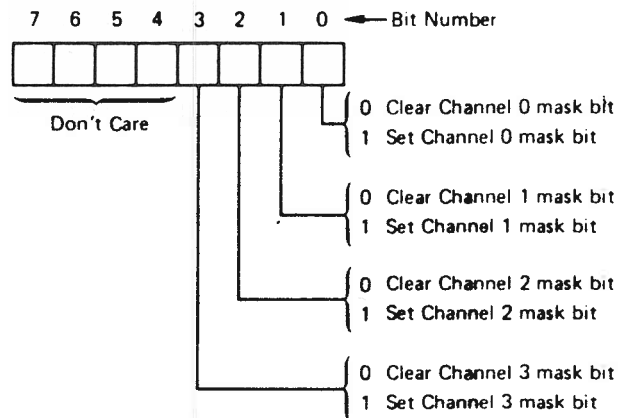 7 6 5 4 3 2 1 0 Bit Number
Don't Care
0 Clear Channel 0 mask bit
1 Set Channel 0 mask bit
0 Clear Channel 1 mask bit
1 Set Channel 1 mask bit
0 Clear Channel 2 mask bit
1 Set Channel 2 mask bit
0 Clear Channel 3 mask bit
1 Set Channel 3 mask bit